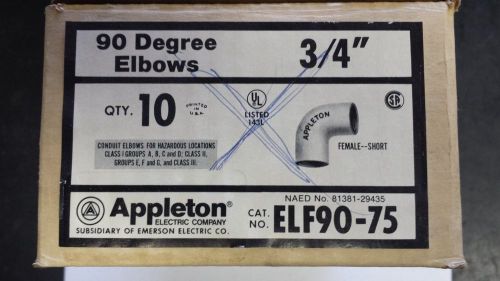 90 Degree
Elbows
3/4"
QTY. 10
PRINTED
IN
U.S.A.
UL
LISTED
143L
APPLETON
FEMALE--SHORT
CONDUIT ELBOWS FOR HAZARDOUS LOCATIONS
CLASS I GROUPS A, B, C and D; CLASS II,
GROUPS E, F and G, and CLASS III.
Appleton®
ELECTRIC COMPANY
SUBSIDIARY OF EMERSON ELECTRIC CO.
NAED No. 81381-29435
CAT.
NO. ELF90-75